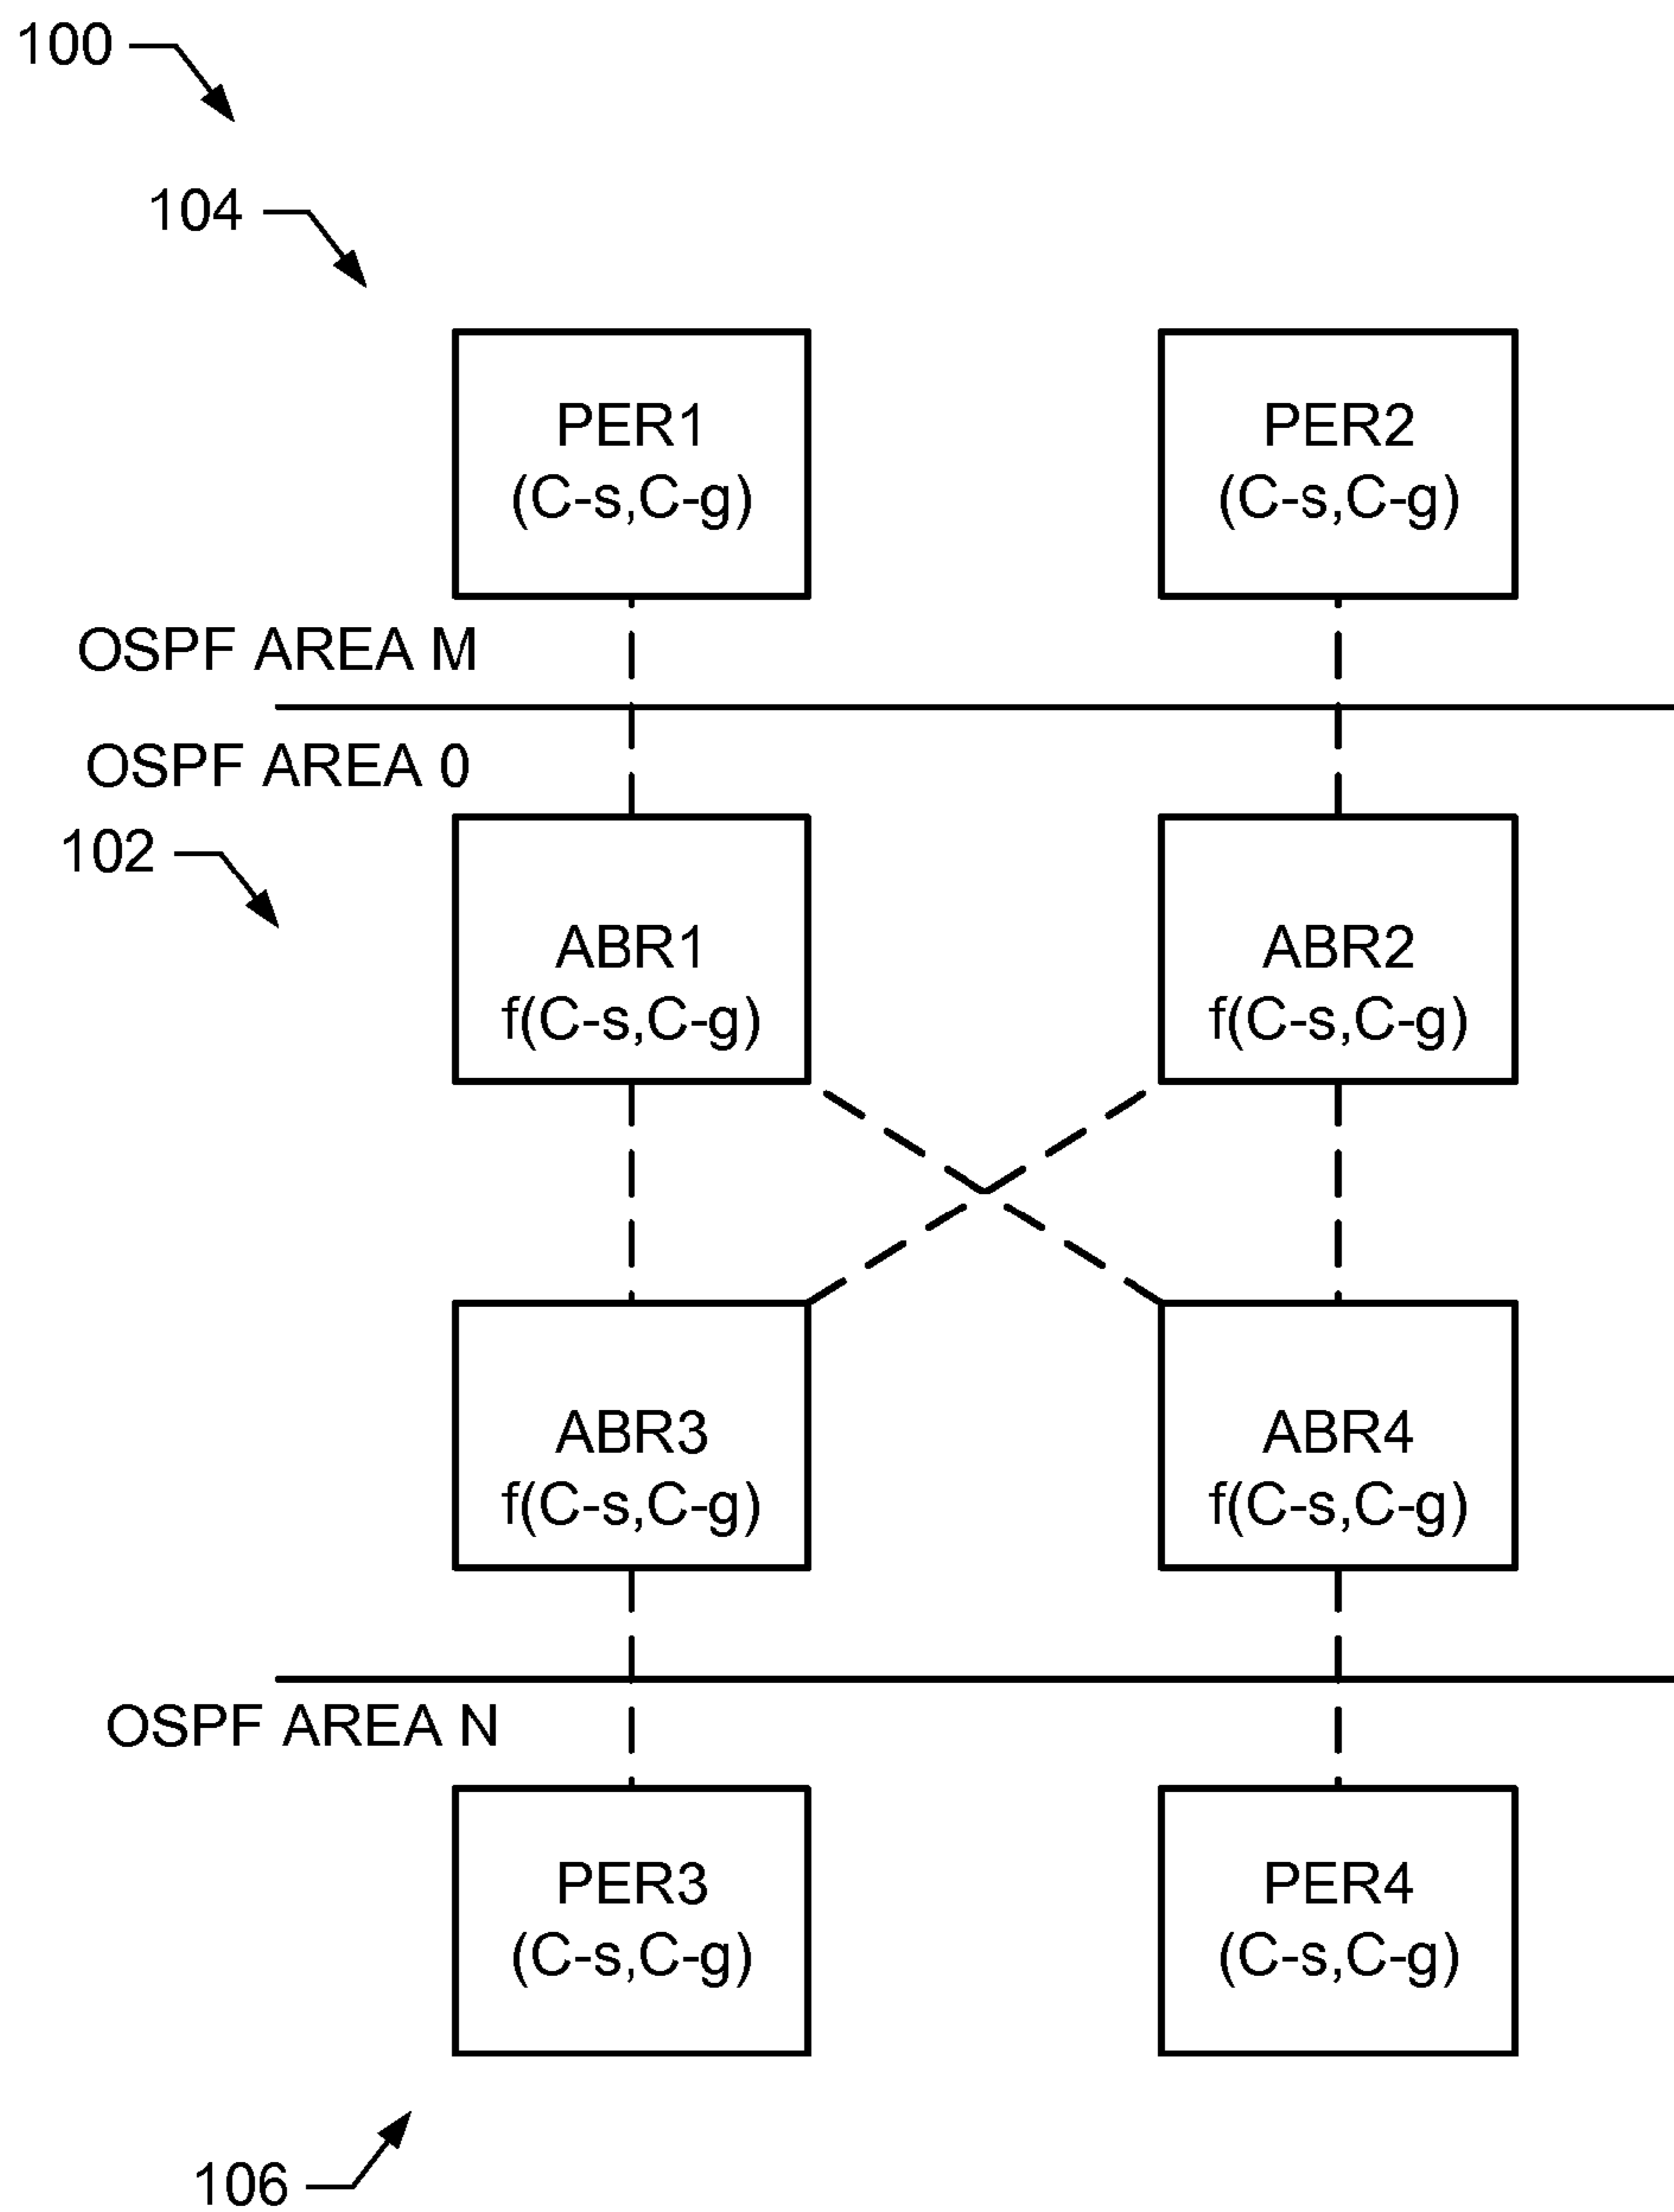 100
104
PER1
(C-s,C-g)
PER2
(C-s,C-g)
OSPF AREA M
OSPF AREA 0
102
ABR1
f(C-s,C-g)
ABR2
f(C-s,C-g)
ABR3
f(C-s,C-g)
ABR4
f(C-s,C-g)
OSPF AREA N
PER3
(C-s,C-g)
PER4
(C-s,C-g)
106